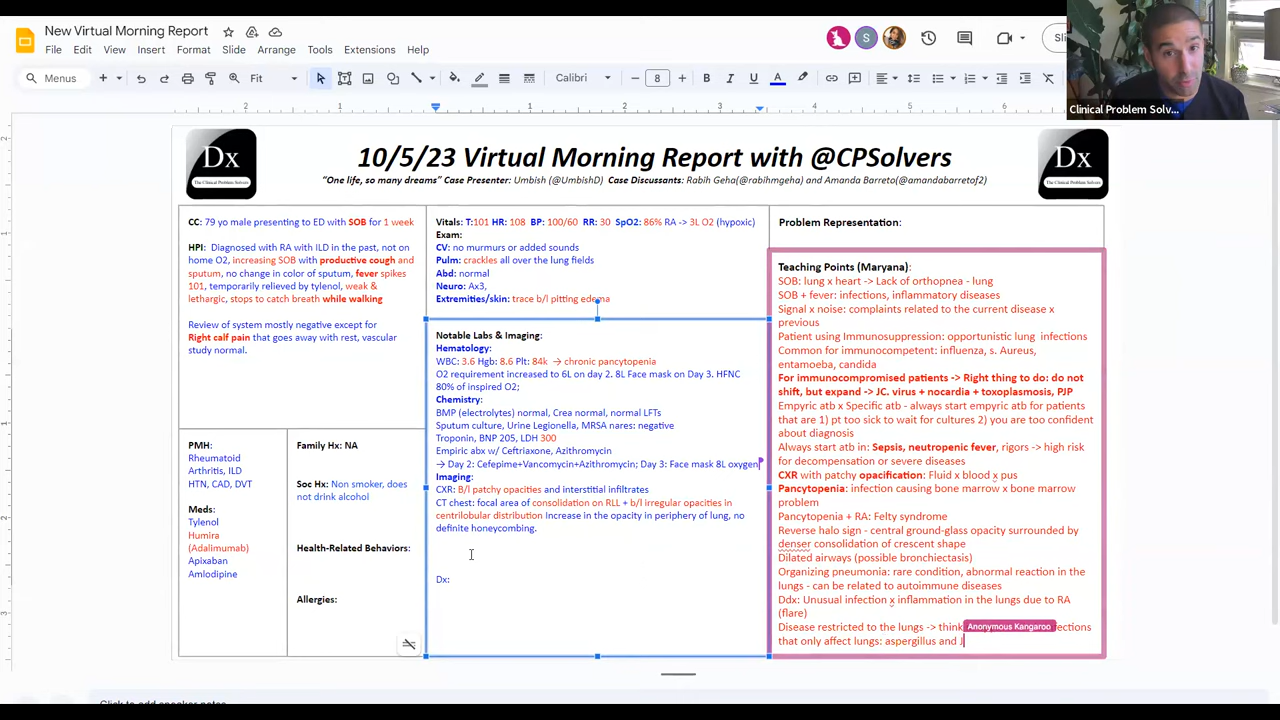 New Virtual Morning Report
File Edit View Insert Format Slide Arrange Tools Extensions Help
S
Menus
Fit
Calibri
8
B I U A
Clinical Problem Solv...
2 1 1 2 3 4 5 6
Dx
The Clinical Problem Solvers
10/5/23 Virtual Morning Report with @CPSolvers
"One life, so many dreams" Case Presenter: Umbish (@UmbishD) Case Discussants: Rabih Geha(@rabihmgeha) and Amanda Barreto(@amandabarretof2)
Dx
The Clinical Problem Solvers
CC: 79 yo male presenting to ED with SOB for 1 week
HPI: Diagnosed with RA with ILD in the past, not on
home O2, increasing SOB with productive cough and
sputum, no change in color of sputum, fever spikes
101, temporarily relieved by tylenol, weak &
lethargic, stops to catch breath while walking
Review of system mostly negative except for
Right calf pain that goes away with rest, vascular
study normal.
PMH:
Rheumatoid
Arthritis, ILD
HTN, CAD, DVT
Meds:
Tylenol
Humira
(Adalimumab)
Apixaban
Amlodipine
Family Hx: NA
Soc Hx: Non smoker, does
not drink alcohol
Health-Related Behaviors:
Allergies:
Vitals: T:101 HR: 108 BP: 100/60 RR: 30 SpO2: 86% RA -> 3L O2 (hypoxic)
Exam:
CV: no murmurs or added sounds
Pulm: crackles all over the lung fields
Abd: normal
Neuro: Ax3,
Extremities/skin: trace b/l pitting edema
Notable Labs & Imaging:
Hematology:
WBC: 3.6 Hgb: 8.6 Plt: 84k → chronic pancytopenia
O2 requirement increased to 6L on day 2. 8L Face mask on Day 3. HFNC
80% of inspired O2;
Chemistry:
BMP (electrolytes) normal, Crea normal, normal LFTs
Sputum culture, Urine Legionella, MRSA nares: negative
Troponin, BNP 205, LDH 300
Empiric abx w/ Ceftriaxone, Azithromycin
→ Day 2: Cefepime+Vancomycin+Azithromycin; Day 3: Face mask 8L oxygen
Imaging:
CXR: B/l patchy opacities and interstitial infiltrates
CT chest: focal area of consolidation on RLL + b/l irregular opacities in
centrilobular distribution Increase in the opacity in periphery of lung, no
definite honeycombing.
Dx:
Problem Representation:
Teaching Points (Maryana):
SOB: lung x heart -> Lack of orthopnea - lung
SOB + fever: infections, inflammatory diseases
Signal x noise: complaints related to the current disease x
previous
Patient using Immunosuppression: opportunistic lung infections
Common for immunocompetent: influenza, s. Aureus,
entamoeba, candida
For immunocompromised patients -> Right thing to do: do not
shift, but expand -> JC. virus + nocardia + toxoplasmosis, PJP
Empyric atb x Specific atb - always start empyric atb for patients
that are 1) pt too sick to wait for cultures 2) you are too confident
about diagnosis
Always start atb in: Sepsis, neutropenic fever, rigors -> high risk
for decompensation or severe diseases
CXR with patchy opacification: Fluid x blood x pus
Pancytopenia: infection causing bone marrow x bone marrow
problem
Pancytopenia + RA: Felty syndrome
Reverse halo sign - central ground-glass opacity surrounded by
denser consolidation of crescent shape
Dilated airways (possible bronchiectasis)
Organizing pneumonia: rare condition, abnormal reaction in the
lungs - can be related to autoimmune diseases
Ddx: Unusual infection x inflammation in the lungs due to RA
(flare)
Disease restricted to the lungs -> think Anonymous Kangaroo
that only affect lungs: aspergillus and J